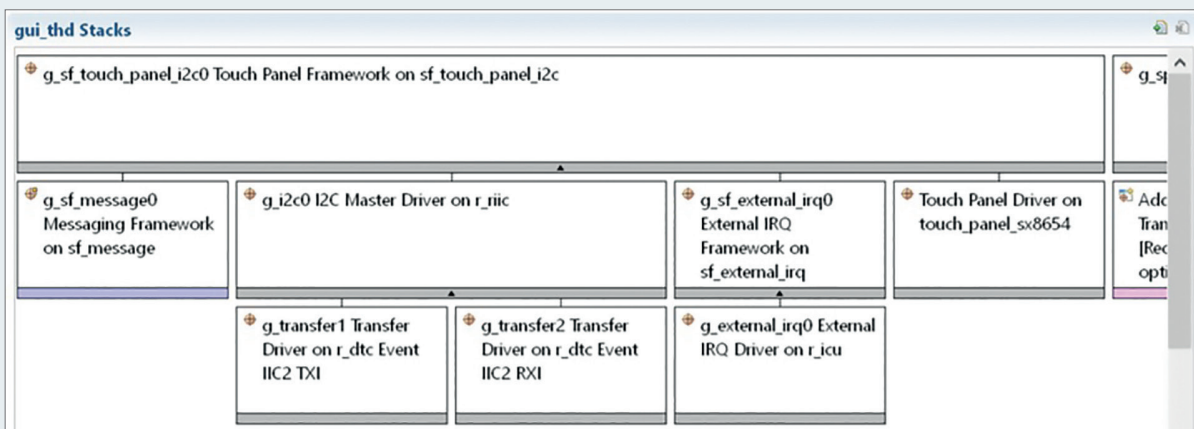 gui_thd Stacks
g_sf_touch_panel_i2c0 Touch Panel Framework on sf_touch_panel_i2c
g_sf_message0
Messaging Framework
on sf_message
g_i2c0 I2C Master Driver on r_riic
g_sf_external_irq0
External IRQ
Framework on
sf_external_irq
Touch Panel Driver on
touch_panel_sx8654
g_transfer1 Transfer
Driver on r_dtc Event
IIC2 TXI
g_transfer2 Transfer
Driver on r_dtc Event
IIC2 RXI
g_external_irq0 External
IRQ Driver on r_icu